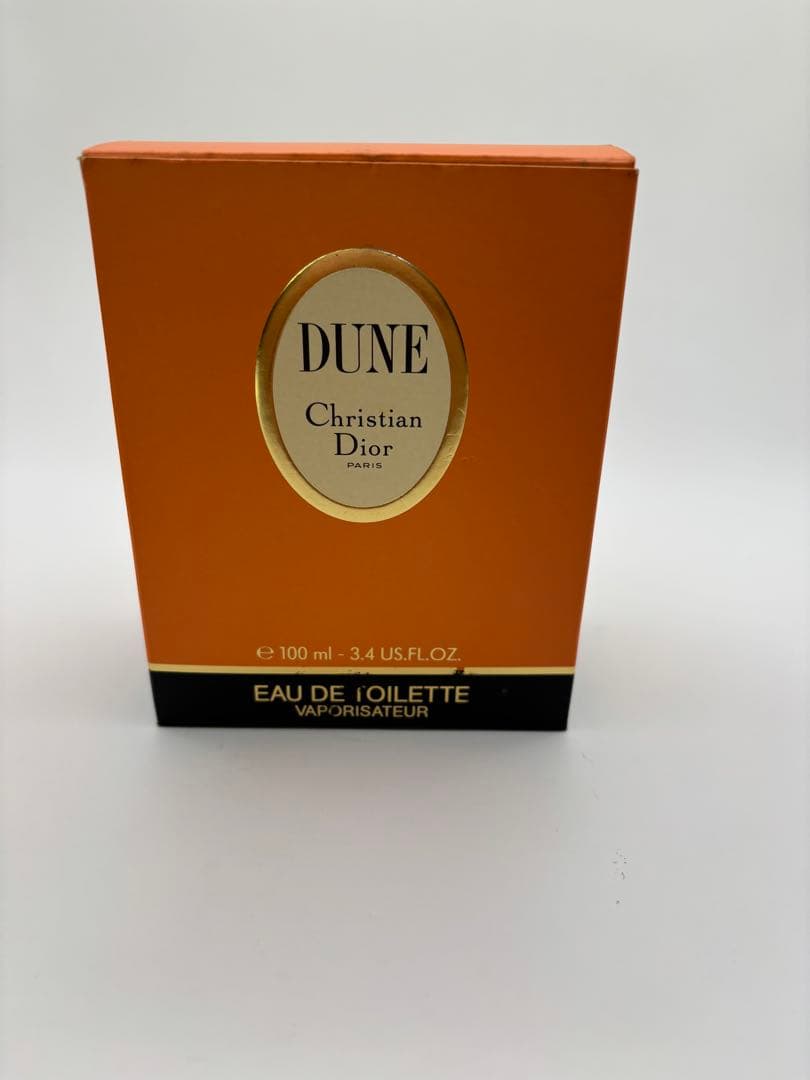 DUNE
Christian
Dior
PARIS
℮ 100 ml - 3.4 US.FL.OZ.
EAU DE TOILETTE
VAPORISATEUR